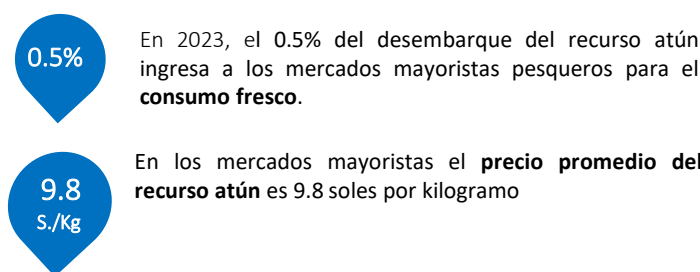 0.5%
En 2023, el 0.5% del desembarque del recurso atún
ingresa a los mercados mayoristas pesqueros para el
consumo fresco.
9.8
S./Kg
En los mercados mayoristas el precio promedio del
recurso atún es 9.8 soles por kilogramo